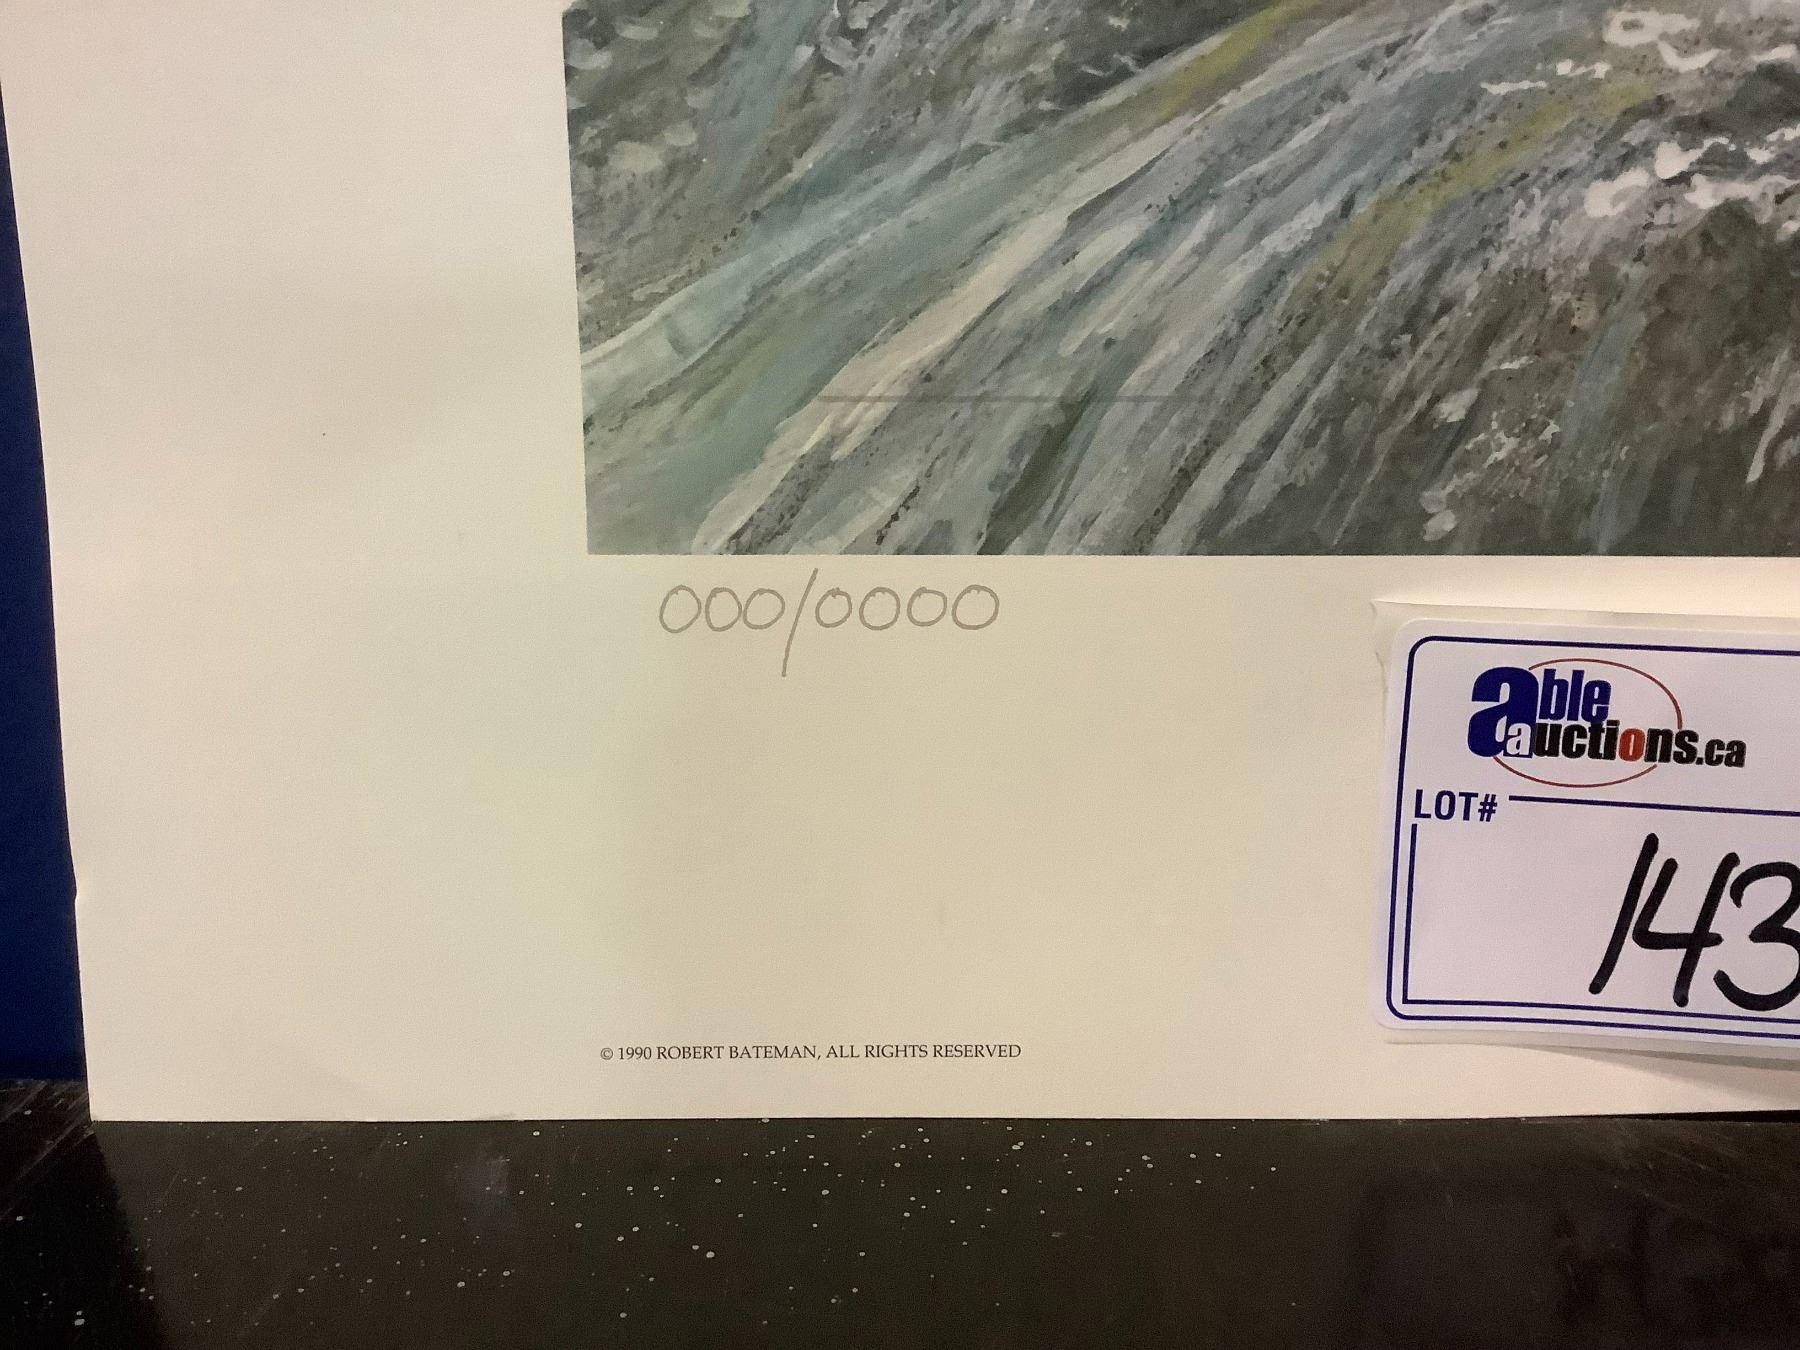 000/0000
able
auctions.ca
LOT#
143
© 1990 ROBERT BATEMAN, ALL RIGHTS RESERVED